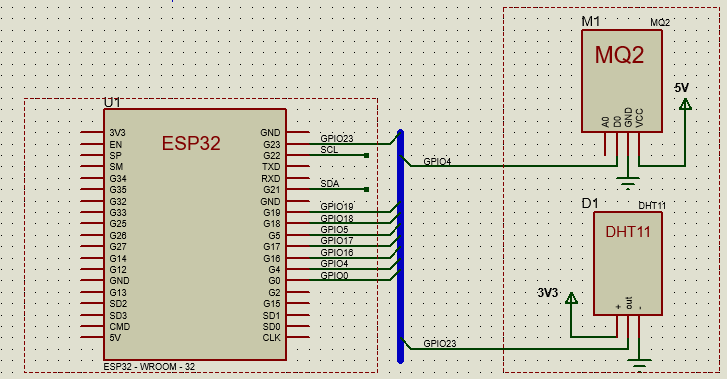 U1
ESP32
3V3
EN
SP
SM
G34
G35
G32
G33
G25
G26
G27
G14
G12
GND
G13
SD2
SD3
CMD
5V
GND
G23
G22
TXD
RXD
G21
GND
G19
G18
G5
G17
G16
G4
G0
G2
G15
SD1
SD0
CLK
ESP32 - WROOM - 32
GPIO23
SCL
SDA
GPIO19
GPIO18
GPIO5
GPIO17
GPIO16
GPIO4
GPIO0
M1
MQ2
MQ2
A0
D0
GND
VCC
5V
GPIO4
D1
DHT11
DHT11
+
out
-
3V3
GPIO23